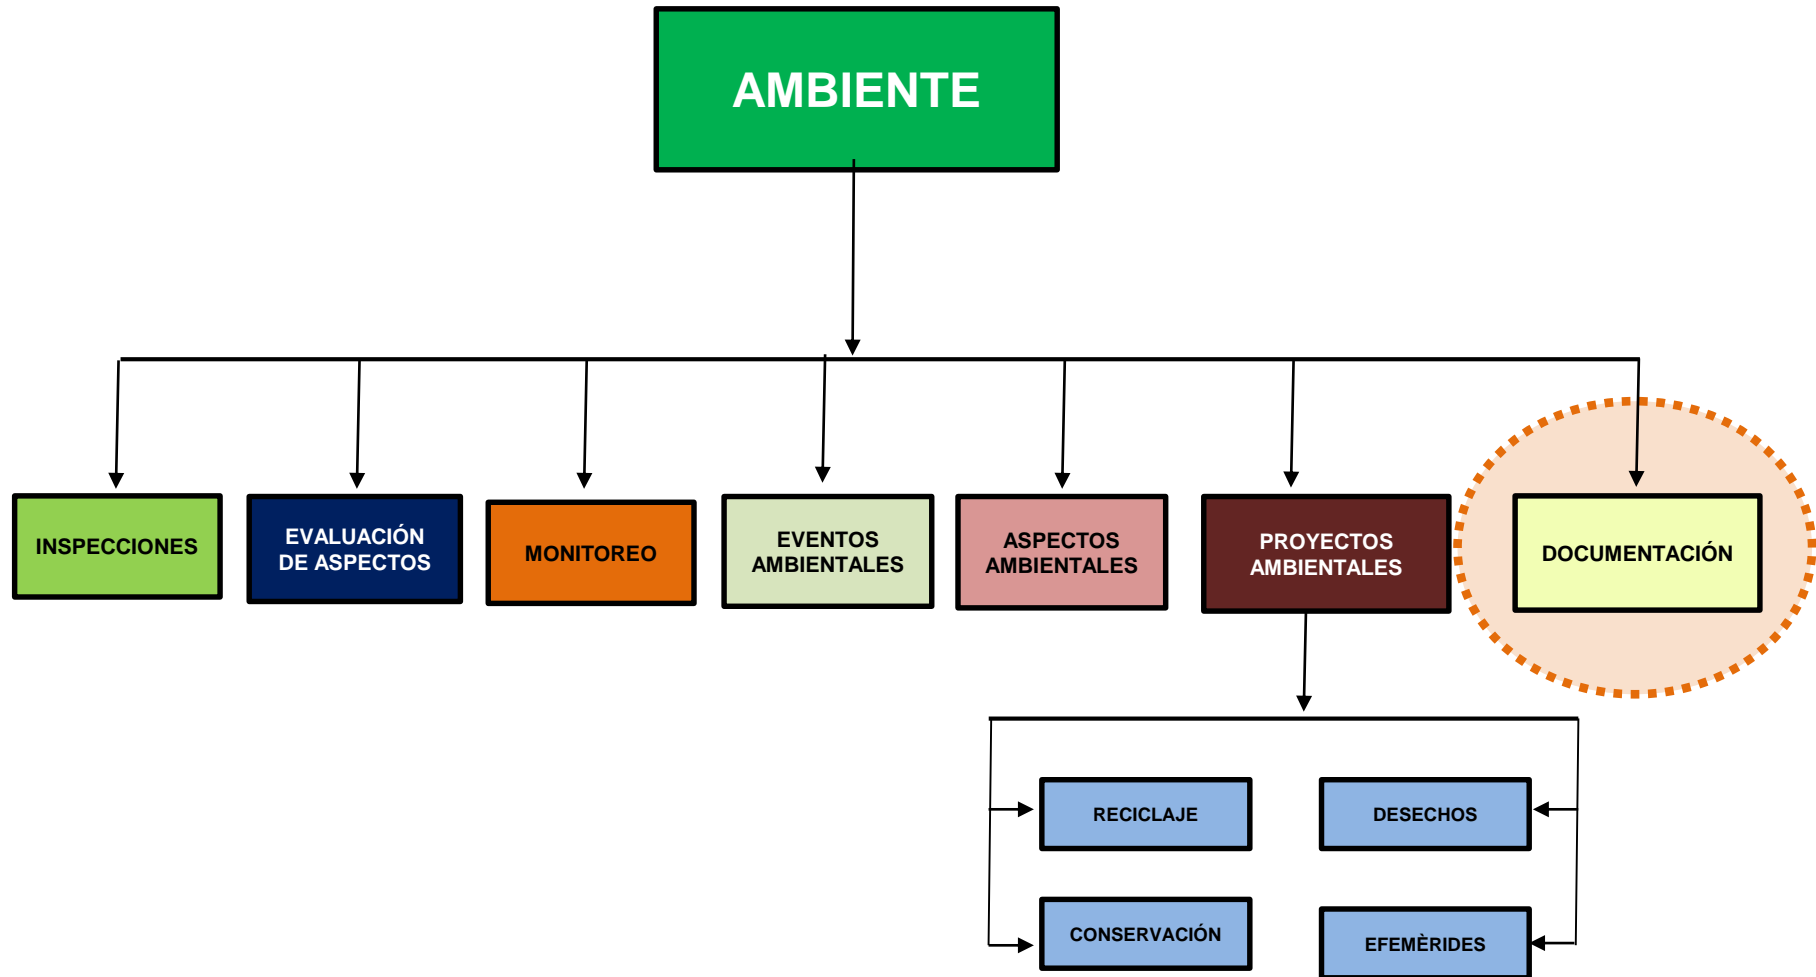 AMBIENTE
INSPECCIONES
EVALUACIÓN
DE ASPECTOS
MONITOREO
EVENTOS
AMBIENTALES
ASPECTOS
AMBIENTALES
PROYECTOS
AMBIENTALES
DOCUMENTACIÓN
RECICLAJE
DESECHOS
CONSERVACIÓN
EFEMÈRIDES